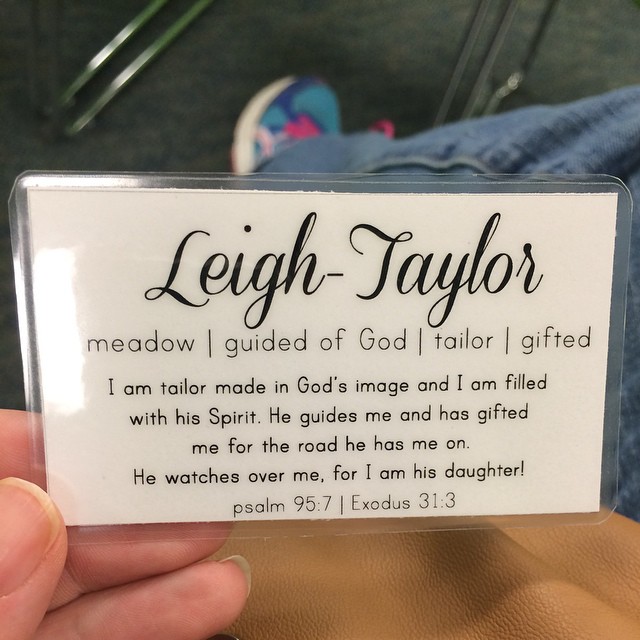 Leigh-Taylor
meadow | guided of God | tailor | gifted
I am tailor made in God's image and I am filled
with his Spirit. He guides me and has gifted
me for the road he has me on.
He watches over me, for I am his daughter!
psalm 95:7 | Exodus 31:3